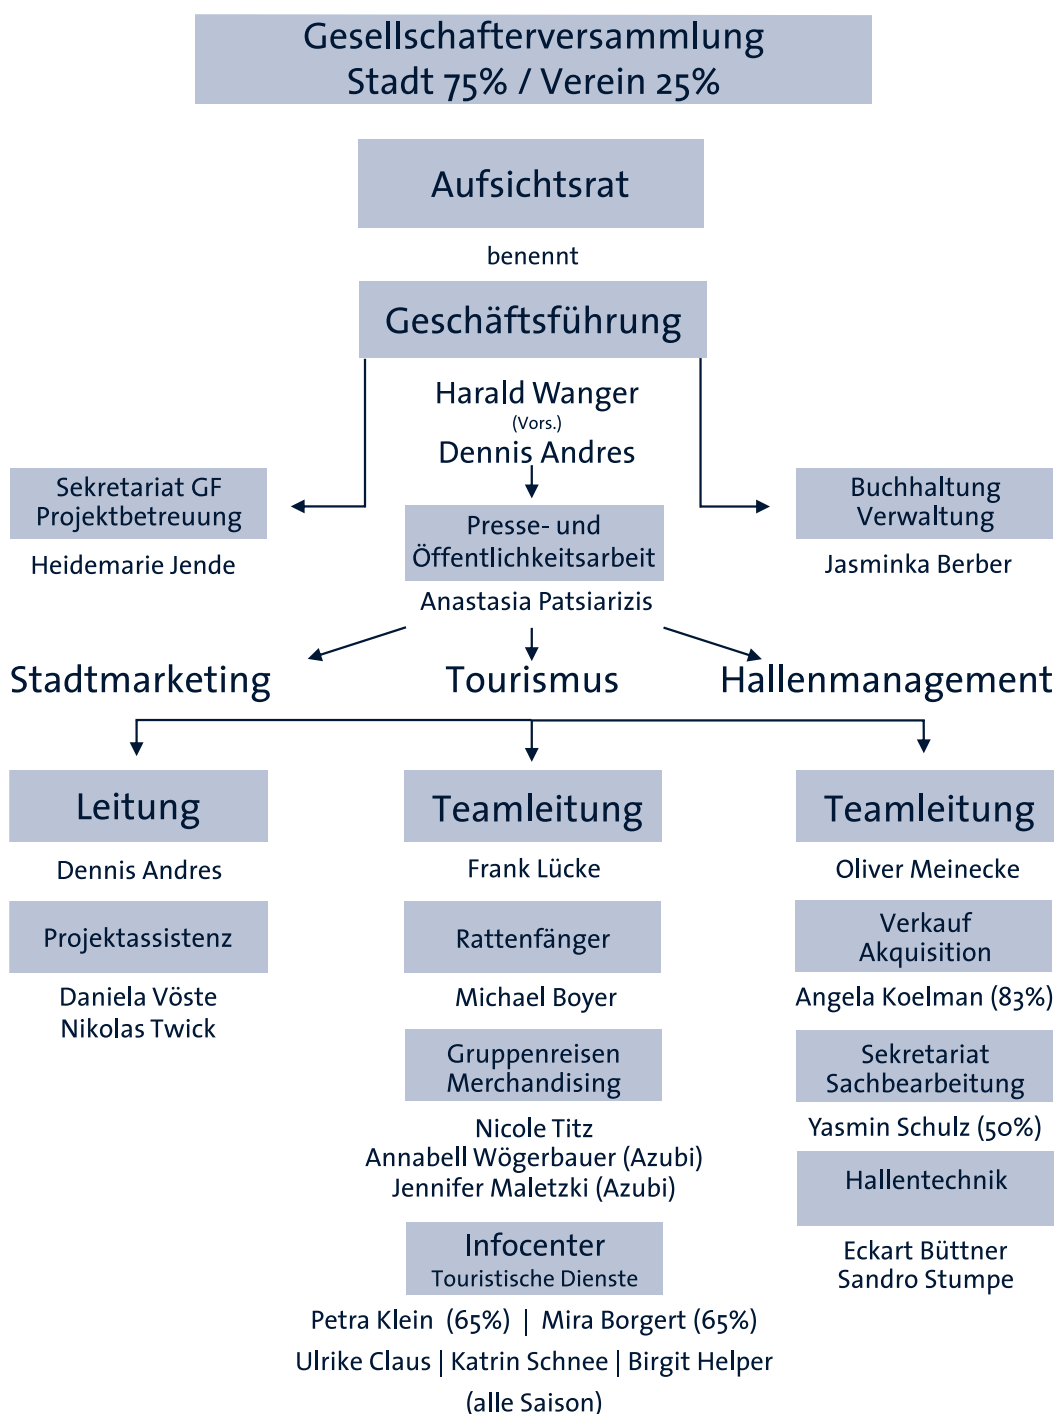 Gesellschafterversammlung
Stadt 75% / Verein 25%
Aufsichtsrat
benennt
Geschäftsführung
Harald Wanger
(Vors.)
Dennis Andres
Sekretariat GF
Projektbetreuung
Heidemarie Jende
Presse- und
Öffentlichkeitsarbeit
Anastasia Patsiarizis
Buchhaltung
Verwaltung
Jasminka Berber
Stadtmarketing
Tourismus
Hallenmanagement
Leitung
Dennis Andres
Projektassistenz
Daniela Vöste
Nikolas Twick
Teamleitung
Frank Lücke
Rattenfänger
Michael Boyer
Gruppenreisen
Merchandising
Nicole Titz
Annabell Wögerbauer (Azubi)
Jennifer Maletzki (Azubi)
Infocenter
Touristische Dienste
Petra Klein (65%) | Mira Borgert (65%)
Ulrike Claus | Katrin Schnee | Birgit Helper
(alle Saison)
Teamleitung
Oliver Meinecke
Verkauf
Akquisition
Angela Koelman (83%)
Sekretariat
Sachbearbeitung
Yasmin Schulz (50%)
Hallentechnik
Eckart Büttner
Sandro Stumpe